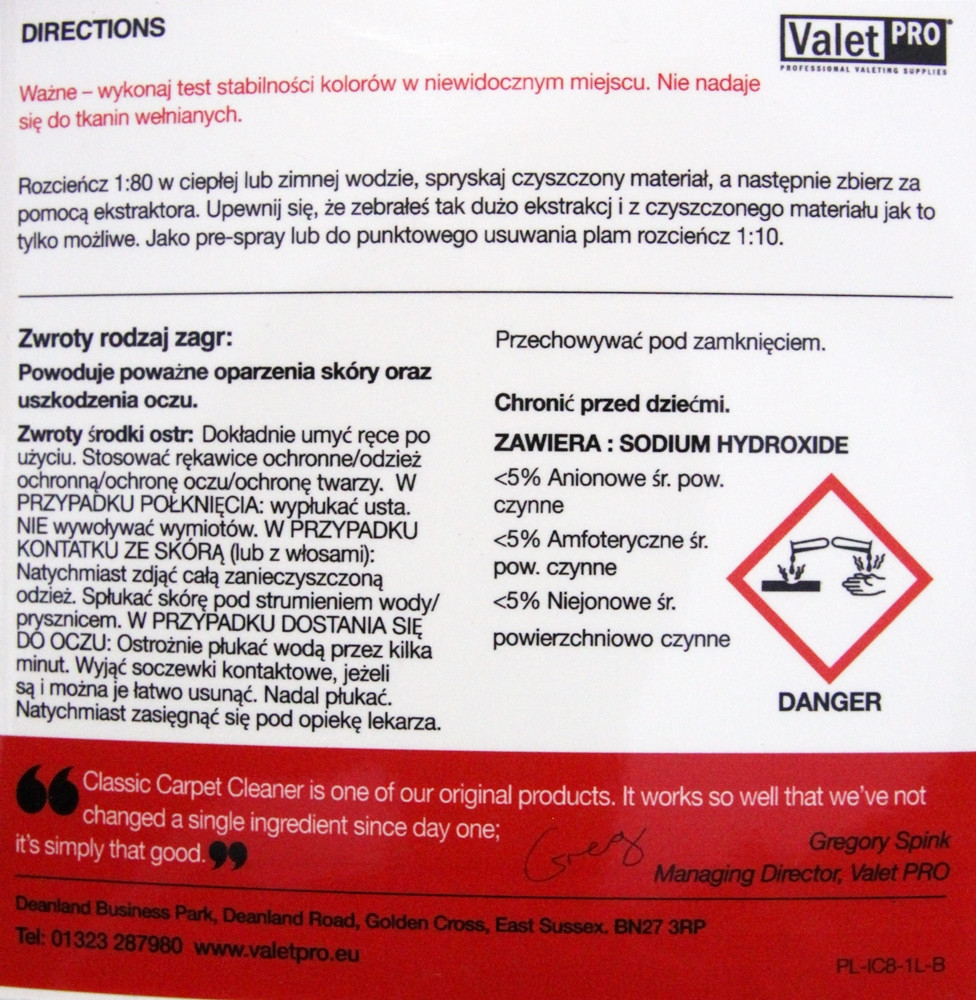 DIRECTIONS
Valet PRO
PROFESSIONAL VALETING SUPPLIES
Ważne – wykonaj test stabilności kolorów w niewidocznym miejscu. Nie nadaje
się do tkanin wełnianych.
Rozcieńcz 1:80 w ciepłej lub zimnej wodzie, spryskaj czyszczony materiał, a następnie zbierz za
pomocą ekstraktora. Upewnij się, że zebrałeś tak dużo ekstrakcj i z czyszczonego materiału jak to
tylko możliwe. Jako pre-spray lub do punktowego usuwania plam rozcieńcz 1:10.
Zwroty rodzaj zagr:
Powoduje poważne oparzenia skóry oraz
uszkodzenia oczu.
Zwroty środki ostr: Dokładnie umyć ręce po
użyciu. Stosować rękawice ochronne/odzież
ochronną/ochronę oczu/ochronę twarzy. W
PRZYPADKU POŁKNIĘCIA: wypłukać usta.
NIE wywoływać wymiotów. W PRZYPADKU
KONTATKU ZE SKÓRĄ (lub z włosami):
Natychmiast zdjąć całą zanieczyszczoną
odzież. Spłukać skórę pod strumieniem wody/
prysznicem. W PRZYPADKU DOSTANIA SIĘ
DO OCZU: Ostrożnie płukać wodą przez kilka
minut. Wyjąć soczewki kontaktowe, jeżeli
są i można je łatwo usunąć. Nadal płukać.
Natychmiast zasięgnąć się pod opiekę lekarza.
Przechowywać pod zamknięciem.
Chronić przed dziećmi.
ZAWIERA : SODIUM HYDROXIDE
<5% Anionowe śr. pow.
czynne
<5% Amfoteryczne śr.
pow. czynne
<5% Niejonowe śr.
powierzchniowo czynne
DANGER
“Classic Carpet Cleaner is one of our original products. It works so well that we’ve not
changed a single ingredient since day one;
it’s simply that good.”
Greg
Gregory Spink
Managing Director, Valet PRO
Deanland Business Park, Deanland Road, Golden Cross, East Sussex. BN27 3RP
Tel: 01323 287980 www.valetpro.eu
PL-IC8-1L-B